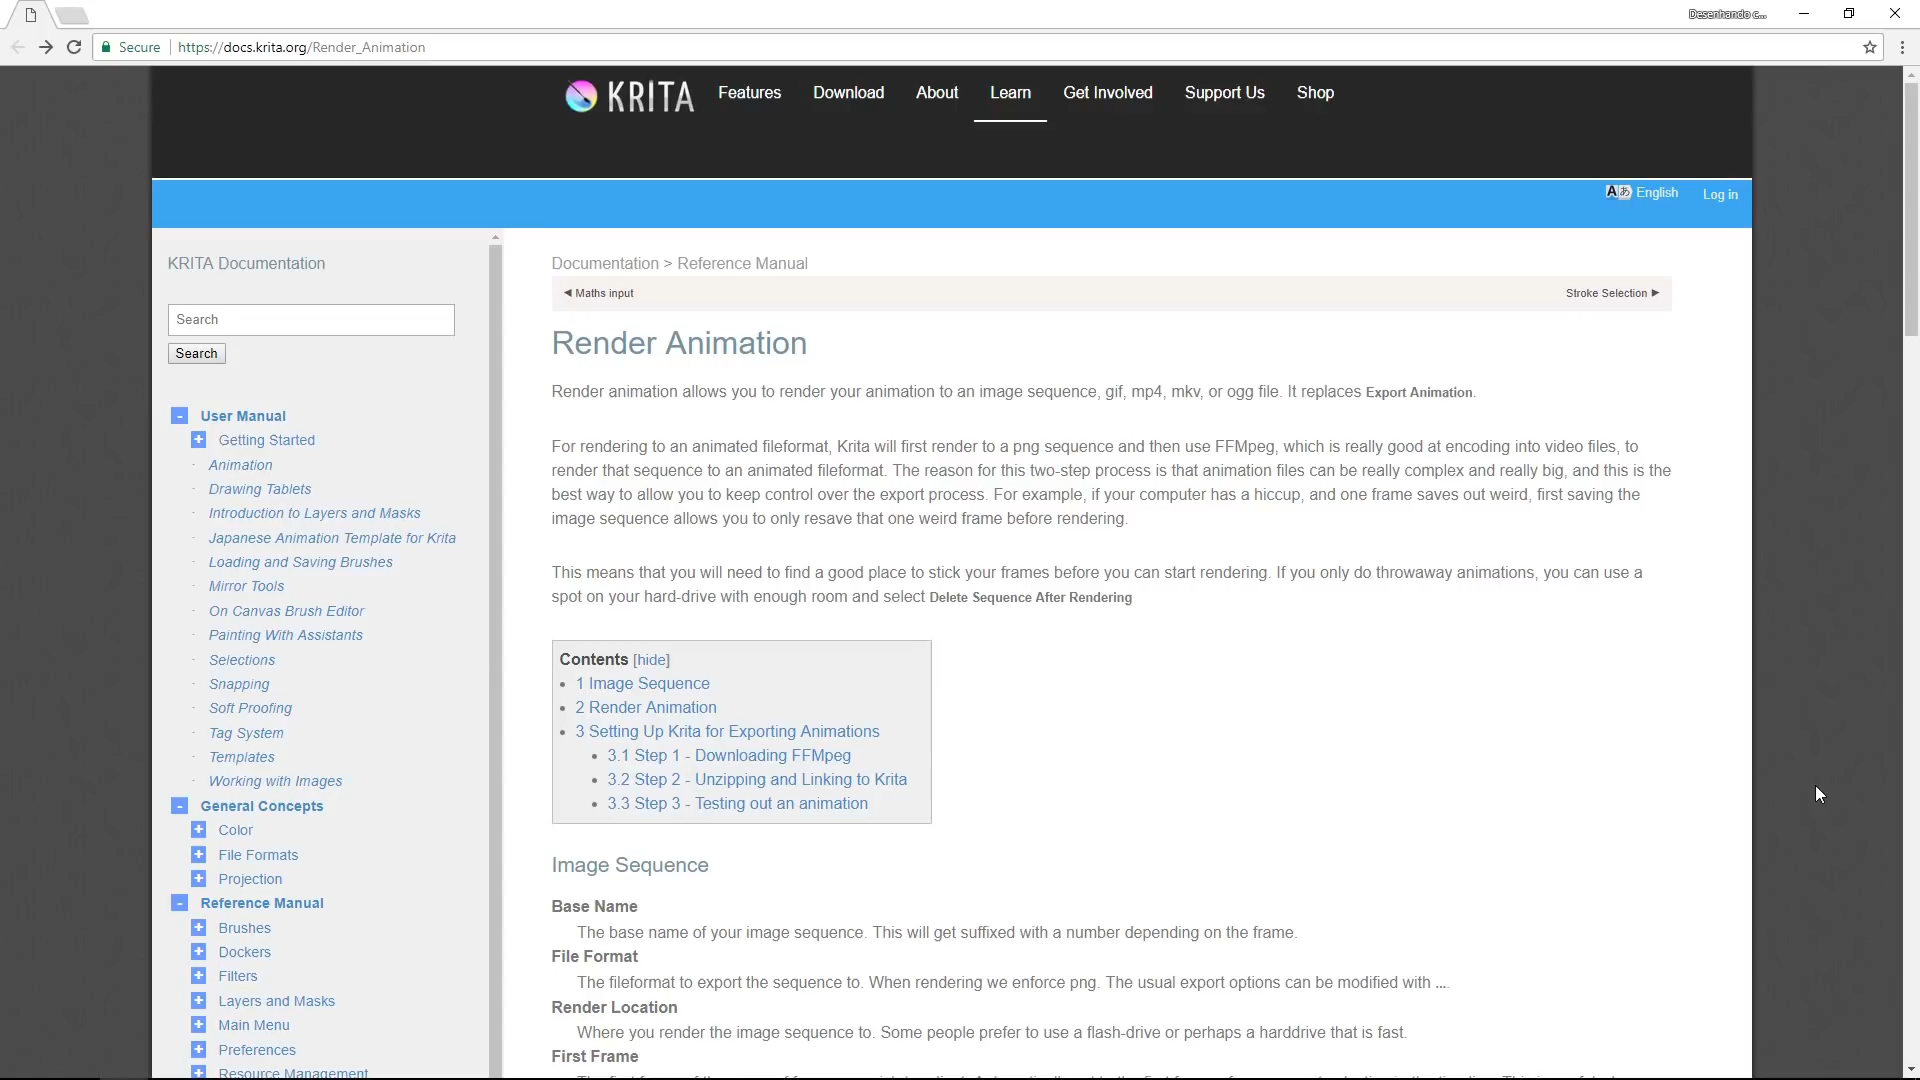 Desenhando c...
Secure https://docs.krita.org/Render_Animation
KRITA Features Download About Learn Get Involved Support Us Shop
Aあ English Log in
KRITA Documentation
Search
Search
- User Manual
+ Getting Started
Animation
Drawing Tablets
Introduction to Layers and Masks
Japanese Animation Template for Krita
Loading and Saving Brushes
Mirror Tools
On Canvas Brush Editor
Painting With Assistants
Selections
Snapping
Soft Proofing
Tag System
Templates
Working with Images
- General Concepts
+ Color
+ File Formats
+ Projection
- Reference Manual
+ Brushes
+ Dockers
+ Filters
+ Layers and Masks
+ Main Menu
+ Preferences
+ Resource Management
Documentation > Reference Manual
◀ Maths input Stroke Selection ▶
Render Animation
Render animation allows you to render your animation to an image sequence, gif, mp4, mkv, or ogg file. It replaces Export Animation.
For rendering to an animated fileformat, Krita will first render to a png sequence and then use FFMpeg, which is really good at encoding into video files, to
render that sequence to an animated fileformat. The reason for this two-step process is that animation files can be really complex and really big, and this is the
best way to allow you to keep control over the export process. For example, if your computer has a hiccup, and one frame saves out weird, first saving the
image sequence allows you to only resave that one weird frame before rendering.
This means that you will need to find a good place to stick your frames before you can start rendering. If you only do throwaway animations, you can use a
spot on your hard-drive with enough room and select Delete Sequence After Rendering
Contents [hide]
• 1 Image Sequence
• 2 Render Animation
• 3 Setting Up Krita for Exporting Animations
• 3.1 Step 1 - Downloading FFMpeg
• 3.2 Step 2 - Unzipping and Linking to Krita
• 3.3 Step 3 - Testing out an animation
Image Sequence
Base Name
The base name of your image sequence. This will get suffixed with a number depending on the frame.
File Format
The fileformat to export the sequence to. When rendering we enforce png. The usual export options can be modified with ....
Render Location
Where you render the image sequence to. Some people prefer to use a flash-drive or perhaps a harddrive that is fast.
First Frame